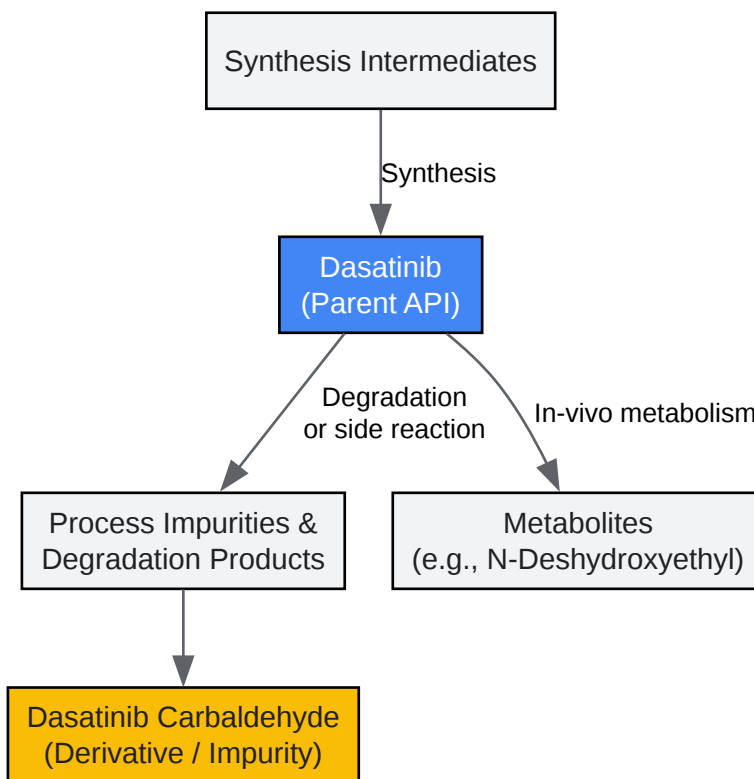 Synthesis Intermediates
Synthesis
Dasatinib
(Parent API)
Degradation
or side reaction
In-vivo metabolism
Process Impurities &
Degradation Products
Metabolites
(e.g., N-Deshydroxyethyl)
Dasatinib Carbaldehyde
(Derivative / Impurity)